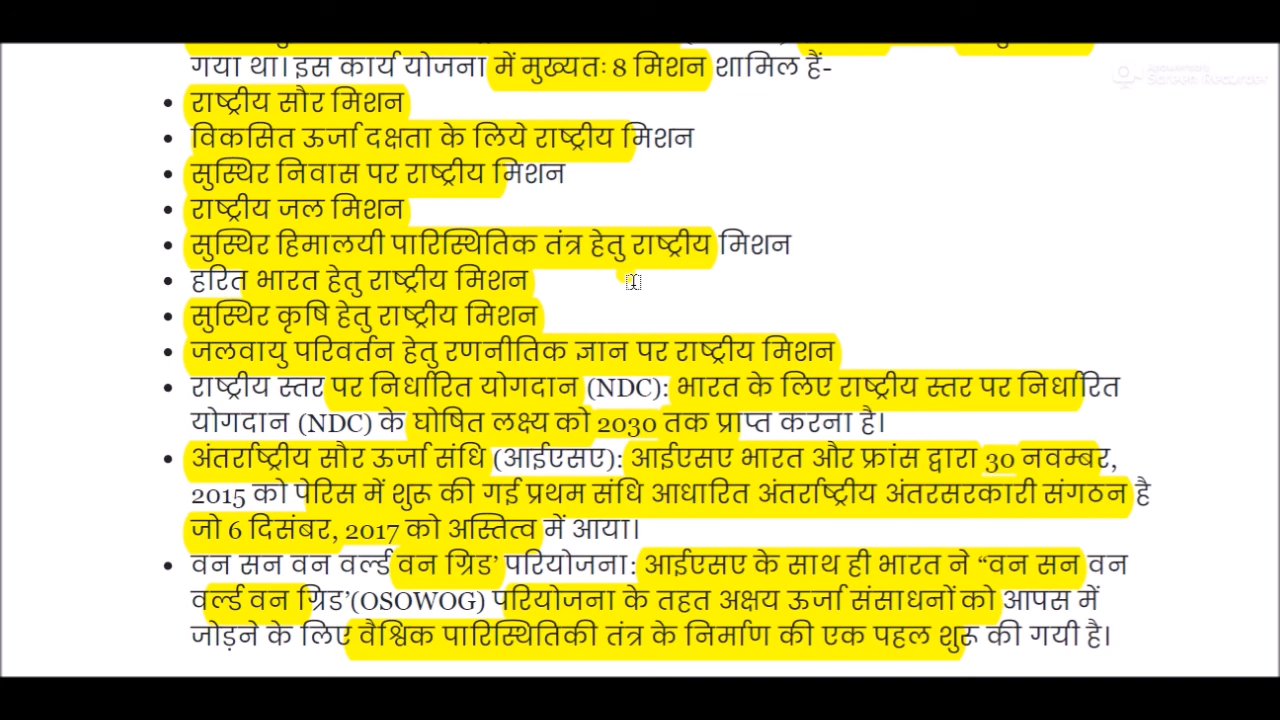 गया था। इस कार्य योजना में मुख्यतः 8 मिशन शामिल हैं-
• राष्ट्रीय सौर मिशन
• विकसित ऊर्जा दक्षता के लिये राष्ट्रीय मिशन
• सुस्थिर निवास पर राष्ट्रीय मिशन
• राष्ट्रीय जल मिशन
• सुस्थिर हिमालयी पारिस्थितिक तंत्र हेतु राष्ट्रीय मिशन
• हरित भारत हेतु राष्ट्रीय मिशन
• सुस्थिर कृषि हेतु राष्ट्रीय मिशन
• जलवायु परिवर्तन हेतु रणनीतिक ज्ञान पर राष्ट्रीय मिशन
• राष्ट्रीय स्तर पर निर्धारित योगदान (NDC): भारत के लिए राष्ट्रीय स्तर पर निर्धारित
योगदान (NDC) के घोषित लक्ष्य को 2030 तक प्राप्त करना है।
• अंतर्राष्ट्रीय सौर ऊर्जा संधि (आईएसए): आईएसए भारत और फ्रांस द्वारा 30 नवम्बर,
2015 को पेरिस में शुरू की गई प्रथम संधि आधारित अंतर्राष्ट्रीय अंतरसरकारी संगठन है
जो 6 दिसंबर, 2017 को अस्तित्व में आया।
• वन सन वन वर्ल्ड वन ग्रिड’ परियोजना: आईएसए के साथ ही भारत ने “वन सन वन
वर्ल्ड वन ग्रिड’(OSOWOG) परियोजना के तहत अक्षय ऊर्जा संसाधनों को आपस में
जोड़ने के लिए वैश्विक पारिस्थितिकी तंत्र के निर्माण की एक पहल शुरू की गयी है।
Screen Recorder